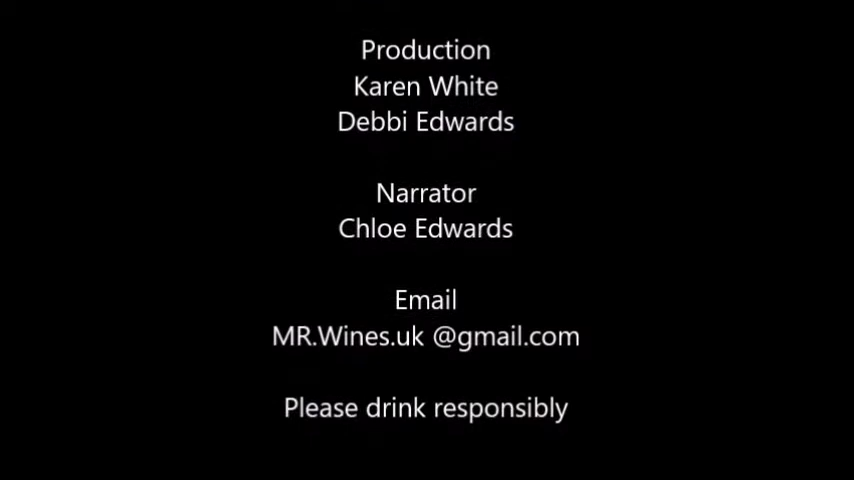 Production
Karen White
Debbi Edwards
Narrator
Chloe Edwards
Email
MR.Wines.uk @gmail.com
Please drink responsibly